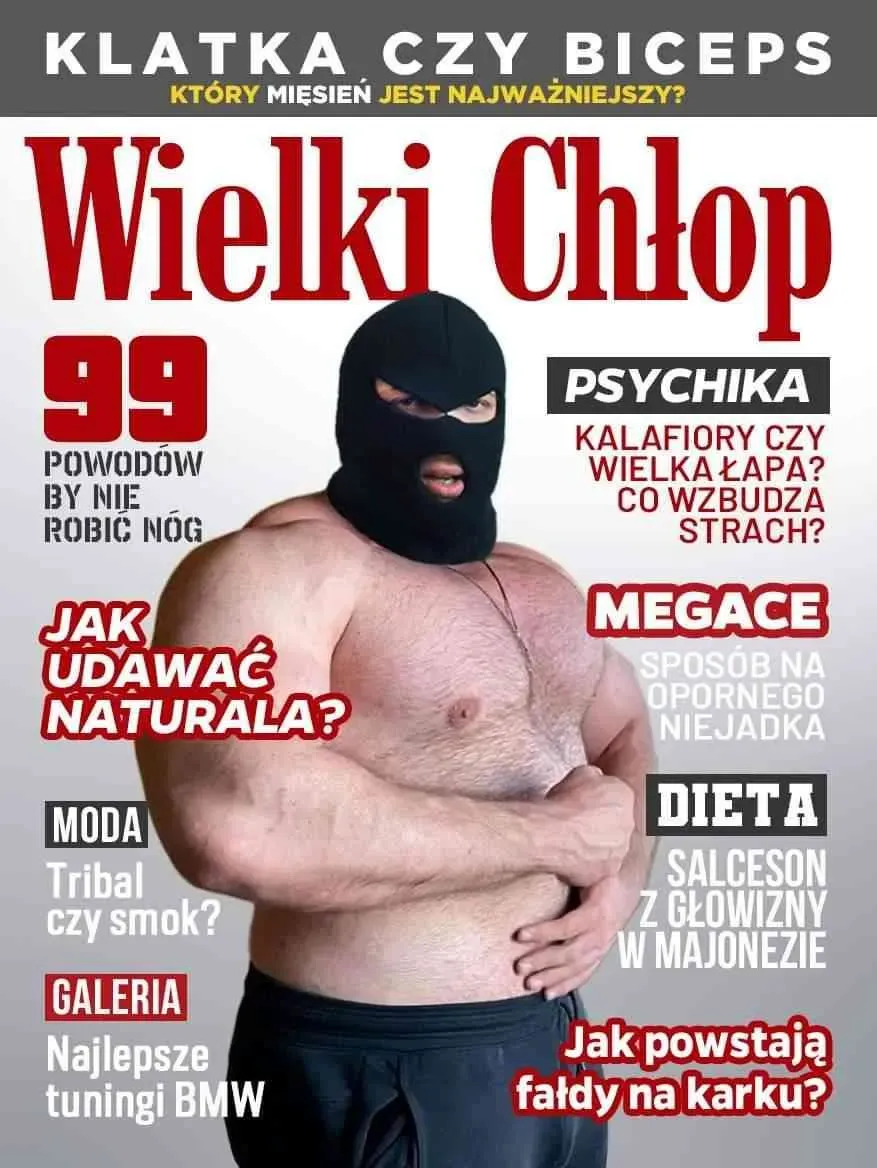 KLATKA CZY BICEPS
KTÓRY MIĘSIEŃ JEST NAJWAŻNIEJSZY?
Wielki Chłop
99
POWODÓW
BY NIE
ROBIĆ NÓG
PSYCHIKA
KALAFIORY CZY
WIELKA ŁAPA?
CO WZBUDZA
STRACH?
JAK
UDAWAĆ
NATURALA?
MEGACE
SPOSÓB NA
OPORNEGO
NIEJADKA
MODA
Tribal
czy smok?
DIETA
SALCESON
Z GŁOWIZNY
W MAJONEZIE
GALERIA
Najlepsze
tuningi BMW
Jak powstają
fałdy na karku?